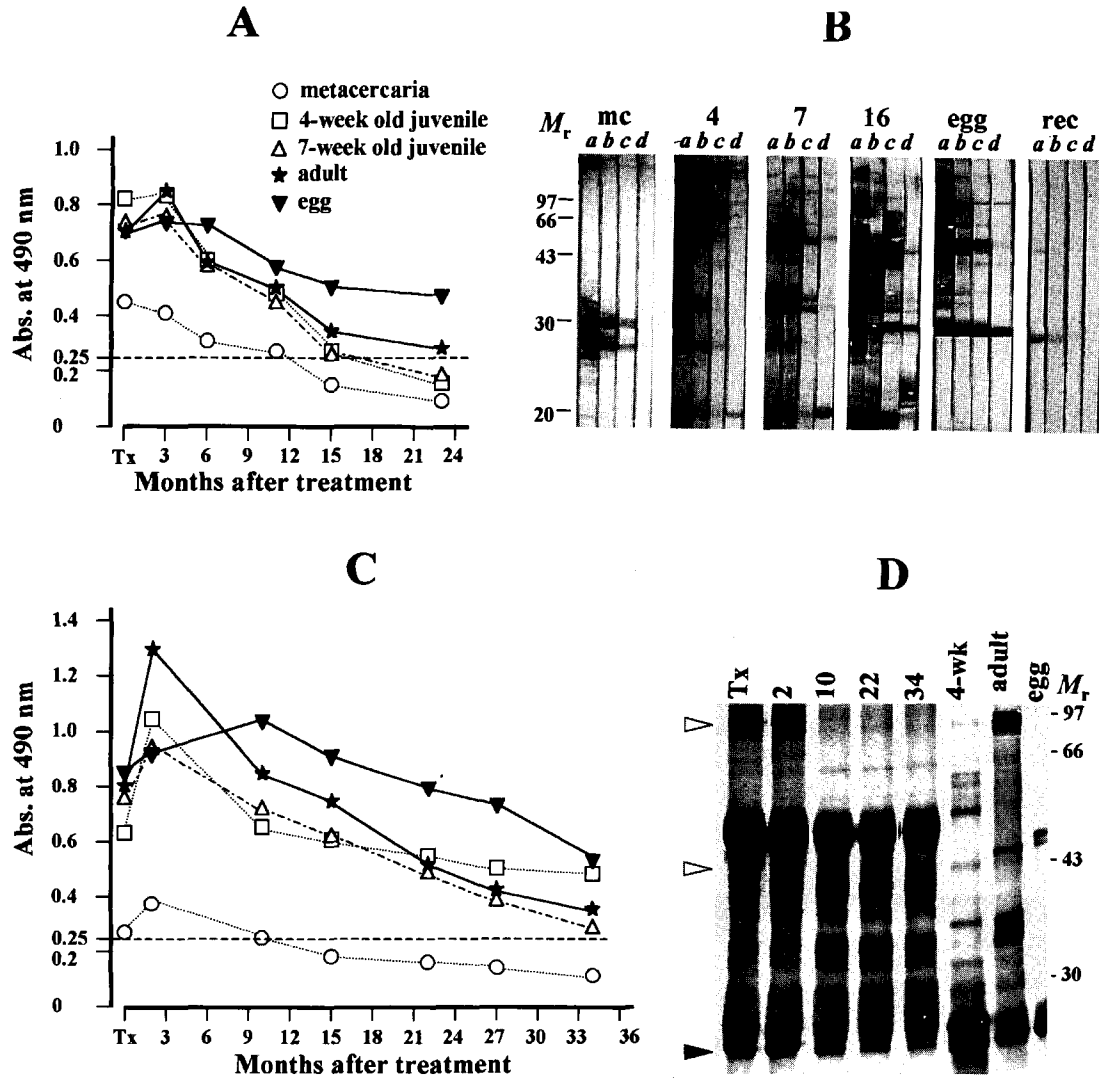 A
metacercaria
4-week old juvenile
7-week old juvenile
adult
egg
Abs. at 490 nm
1.0
0.8
0.6
0.4
0.25
0.2
0
Tx 3 6 9 12 15 18 21 24
Months after treatment
B
Mr
mc 4 7 16 egg rec
a b c d -a b c d a b c d a b c d a b c d a b c d
97
66
43
30
20
C
Abs. at 490 nm
1.4
1.2
1.0
0.8
0.6
0.4
0.25
0.2
0
Tx 3 6 9 12 15 18 21 24 27 30 33 36
Months after treatment
D
Tx 2 10 22 34 4-wk adult egg Mr
- 97
- 66
- 43
- 30